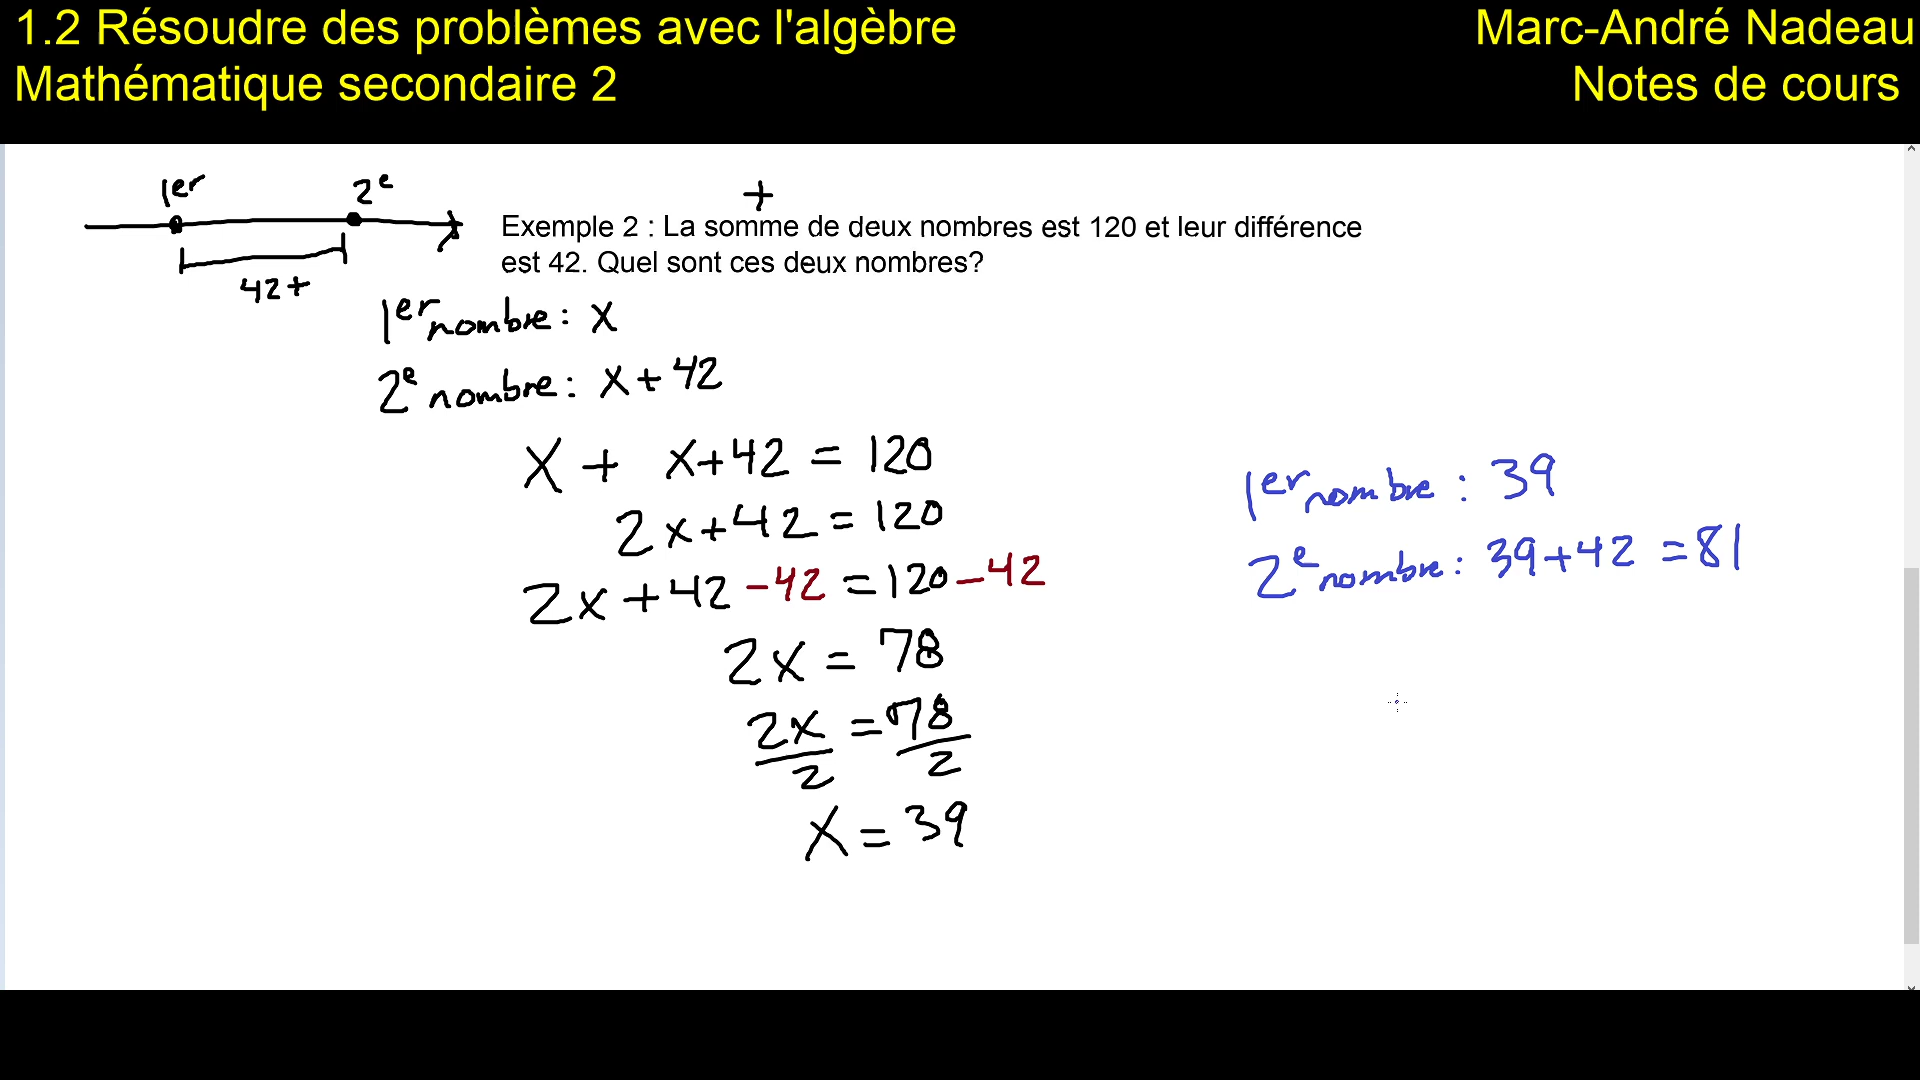 1.2 Résoudre des problèmes avec l'algèbre
Marc-André Nadeau
Mathématique secondaire 2
Notes de cours
1er 2e
42+
+
Exemple 2 : La somme de deux nombres est 120 et leur différence
est 42. Quel sont ces deux nombres?
1er nombre: x
2e nombre: x+42
x + x+42 = 120
2x+42=120
2x+42-42=120-42
2x = 78
2x/2 = 78/2
x = 39
1er nombre: 39
2e nombre: 39+42 = 81